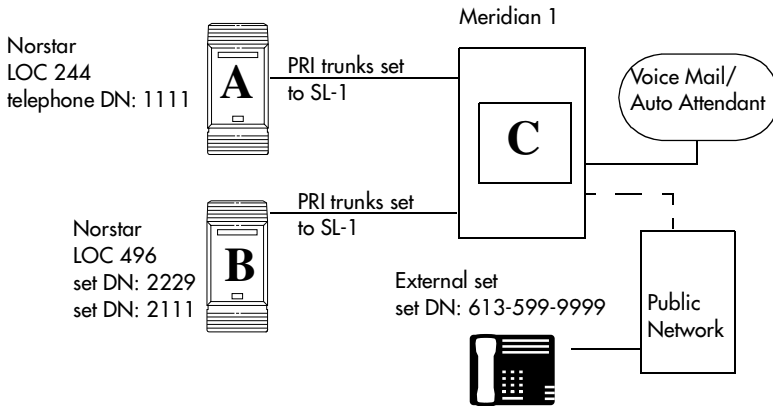 Meridian 1
Norstar
LOC 244
telephone DN: 1111
A
PRI trunks set
to SL-1
C
Voice Mail/
Auto Attendant
Norstar
LOC 496
set DN: 2229
set DN: 2111
B
PRI trunks set
to SL-1
External set
set DN: 613-599-9999
Public
Network